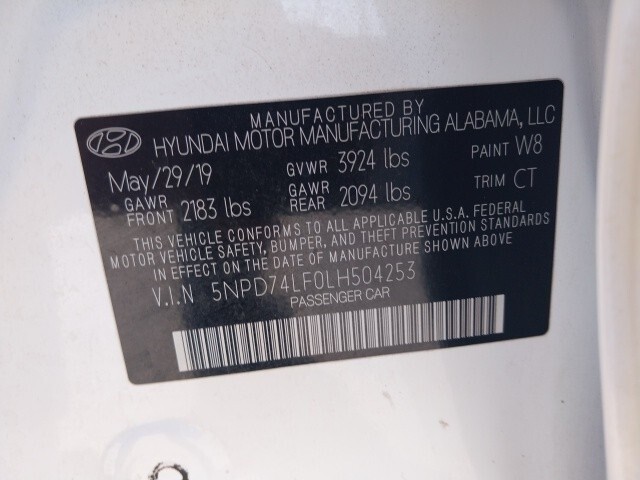 MANUFACTURED BY
HYUNDAI MOTOR MANUFACTURING ALABAMA, LLC
May/29/19 GVWR 3924 lbs PAINT W8
GAWR FRONT 2183 lbs GAWR REAR 2094 lbs TRIM CT
THIS VEHICLE CONFORMS TO ALL APPLICABLE U.S.A. FEDERAL
MOTOR VEHICLE SAFETY, BUMPER, AND THEFT PREVENTION STANDARDS
IN EFFECT ON THE DATE OF MANUFACTURE SHOWN ABOVE.
V.I.N 5NPD74LF0LH504253
PASSENGER CAR